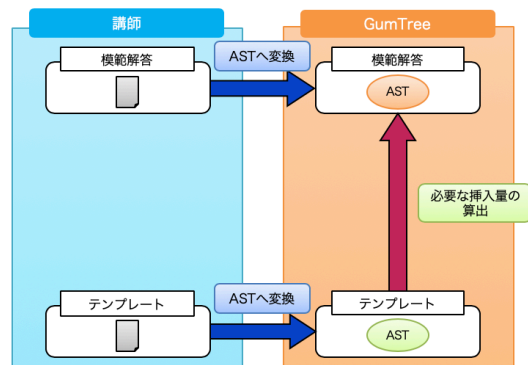 講師
GumTree
模範解答
ASTへ変換
模範解答
AST
必要な挿入量の
算出
テンプレート
ASTへ変換
テンプレート
AST